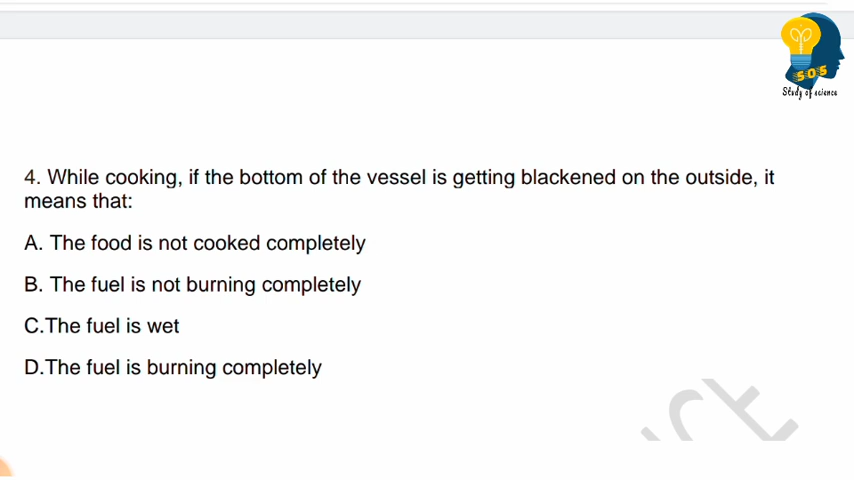 SOS
Study of science
4. While cooking, if the bottom of the vessel is getting blackened on the outside, it
means that:
A. The food is not cooked completely
B. The fuel is not burning completely
C.The fuel is wet
D.The fuel is burning completely